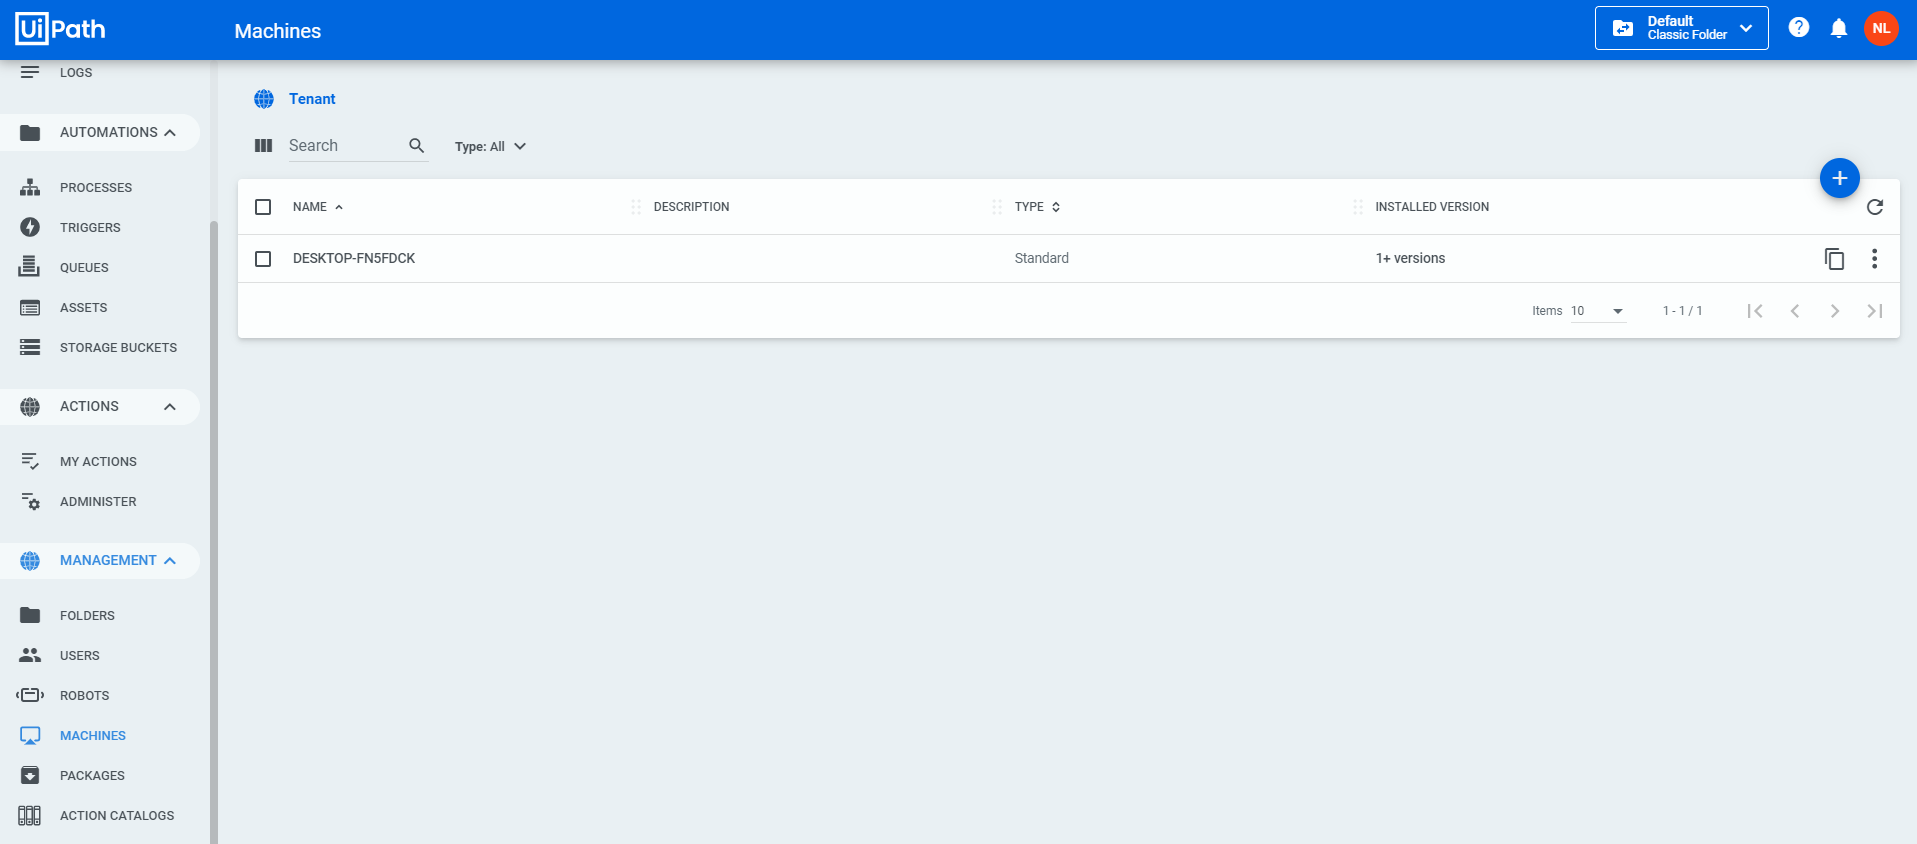 UiPath
Machines
Default
Classic Folder
?
NL
LOGS
AUTOMATIONS
PROCESSES
TRIGGERS
QUEUES
ASSETS
STORAGE BUCKETS
ACTIONS
MY ACTIONS
ADMINISTER
MANAGEMENT
FOLDERS
USERS
ROBOTS
MACHINES
PACKAGES
ACTION CATALOGS
Tenant
Search
Type: All
NAME DESCRIPTION TYPE INSTALLED VERSION
DESKTOP-FN5FDCK Standard 1+ versions
Items 10 1 - 1 / 1